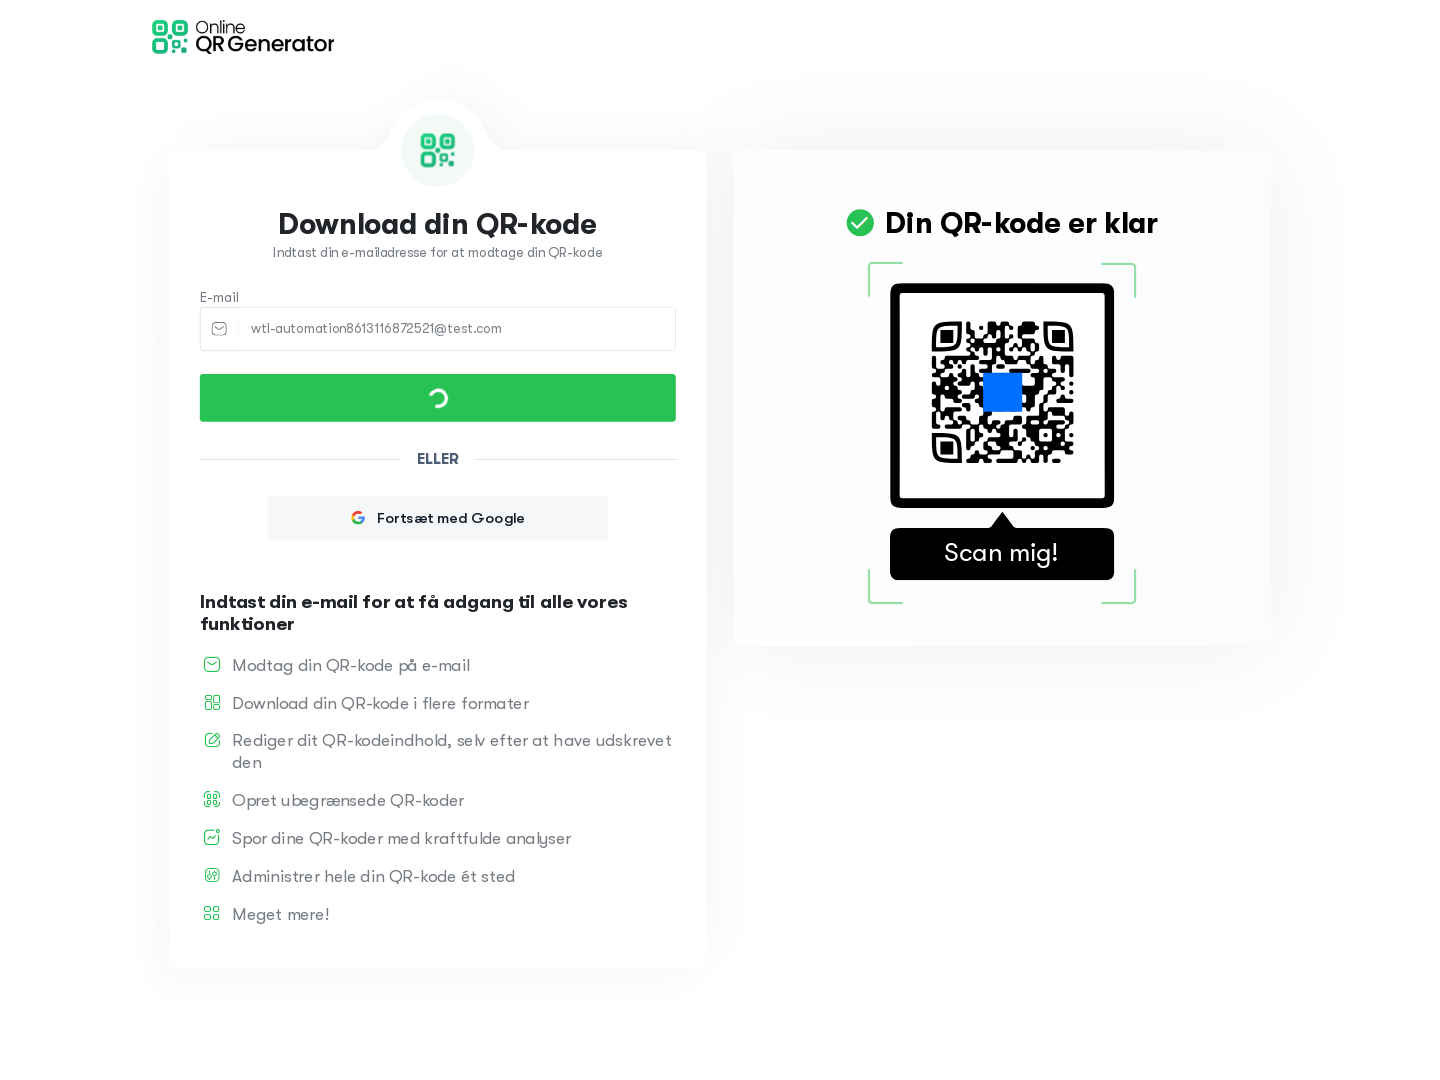 Online
QR Generator
Download din QR-kode
Indtast din e-mailadresse for at modtage din QR-kode
E-mail
wtl-automation8613116872521@test.com
ELLER
Fortsæt med Google
Indtast din e-mail for at få adgang til alle vores
funktioner
Modtag din QR-kode på e-mail
Download din QR-kode i flere formater
Rediger dit QR-kodeindhold, selv efter at have udskrevet
den
Opret ubegrænsede QR-koder
Spor dine QR-koder med kraftfulde analyser
Administrer hele din QR-kode ét sted
Meget mere!
Din QR-kode er klar
Scan mig!